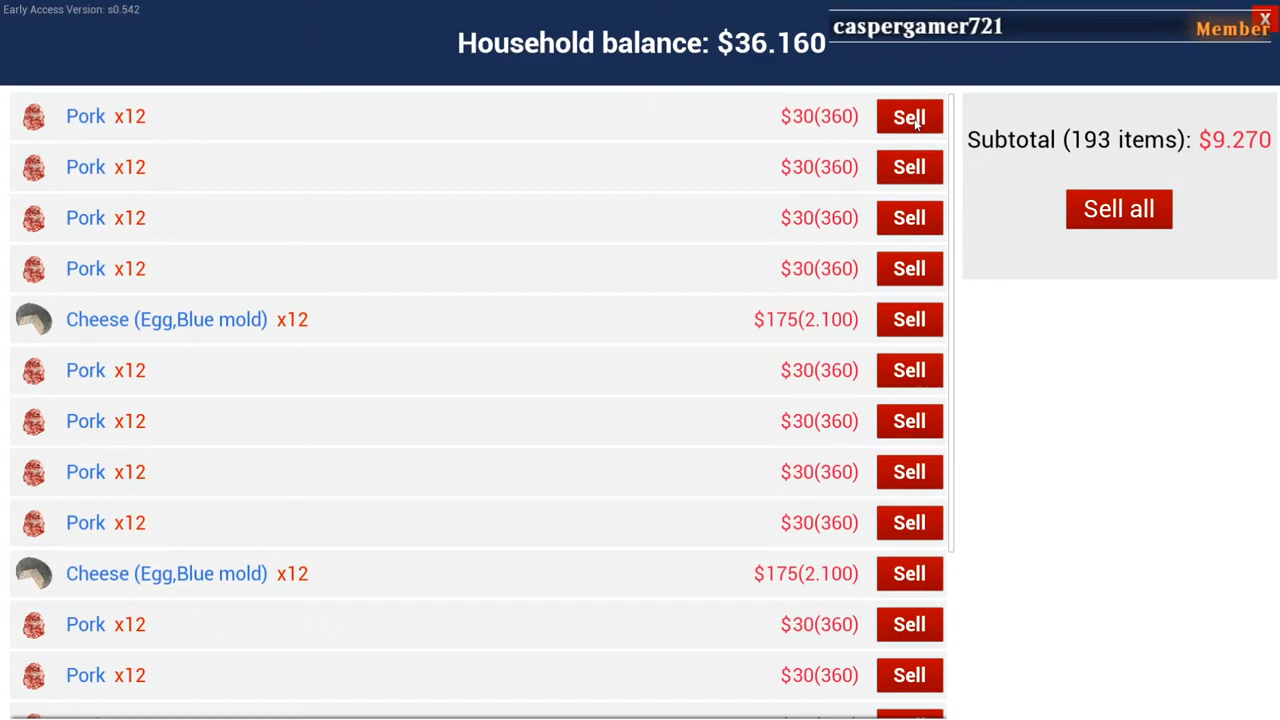 Early Access Version: s0.542
Household balance: $36.160
caspergamer721
Member
X
Pork x12 $30(360) Sell
Pork x12 $30(360) Sell
Pork x12 $30(360) Sell
Pork x12 $30(360) Sell
Cheese (Egg,Blue mold) x12 $175(2.100) Sell
Pork x12 $30(360) Sell
Pork x12 $30(360) Sell
Pork x12 $30(360) Sell
Pork x12 $30(360) Sell
Cheese (Egg,Blue mold) x12 $175(2.100) Sell
Pork x12 $30(360) Sell
Pork x12 $30(360) Sell
Subtotal (193 items): $9.270
Sell all